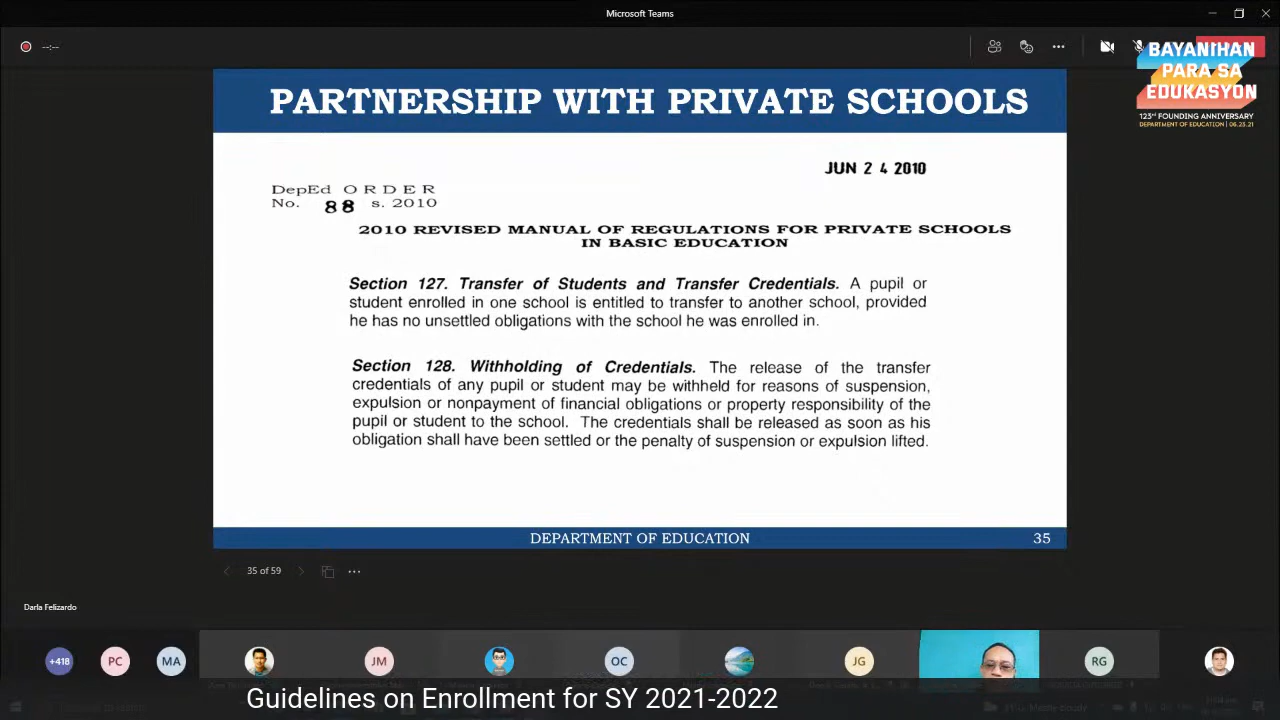 Microsoft Teams
--:--
BAYANIHAN
PARA SA
EDUKASYON
123rd FOUNDING ANNIVERSARY
DEPARTMENT OF EDUCATION | 06.23.21
PARTNERSHIP WITH PRIVATE SCHOOLS
JUN 2 4 2010
DepEd ORDER
No. 88 s. 2010
2010 REVISED MANUAL OF REGULATIONS FOR PRIVATE SCHOOLS
IN BASIC EDUCATION
Section 127. Transfer of Students and Transfer Credentials. A pupil or
student enrolled in one school is entitled to transfer to another school, provided
he has no unsettled obligations with the school he was enrolled in.
Section 128. Withholding of Credentials. The release of the transfer
credentials of any pupil or student may be withheld for reasons of suspension,
expulsion or nonpayment of financial obligations or property responsibility of the
pupil or student to the school. The credentials shall be released as soon as his
obligation shall have been settled or the penalty of suspension or expulsion lifted.
DEPARTMENT OF EDUCATION 35
35 of 59
Darla Felizardo
+418 PC MA JM OC JG RG
Guidelines on Enrollment for SY 2021-2022